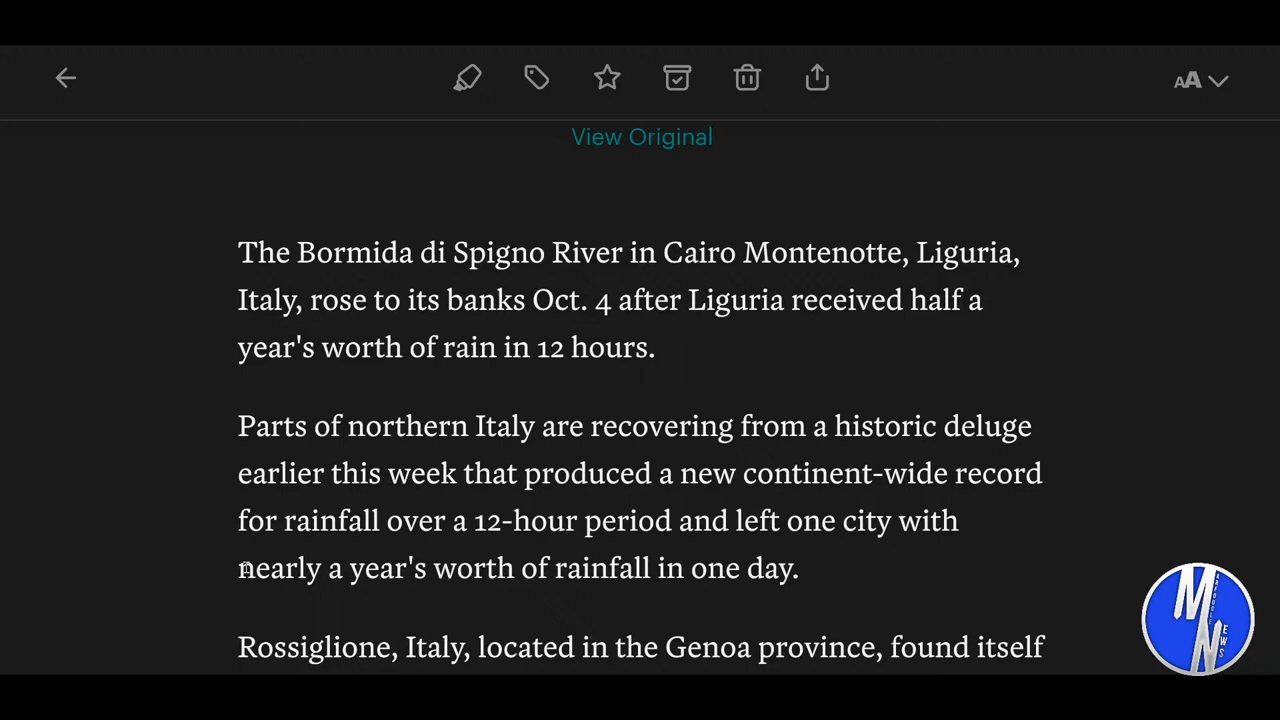 AA
View Original
The Bormida di Spigno River in Cairo Montenotte, Liguria,
Italy, rose to its banks Oct. 4 after Liguria received half a
year's worth of rain in 12 hours.
Parts of northern Italy are recovering from a historic deluge
earlier this week that produced a new continent-wide record
for rainfall over a 12-hour period and left one city with
nearly a year's worth of rainfall in one day.
Rossiglione, Italy, located in the Genoa province, found itself
M
N
EWS